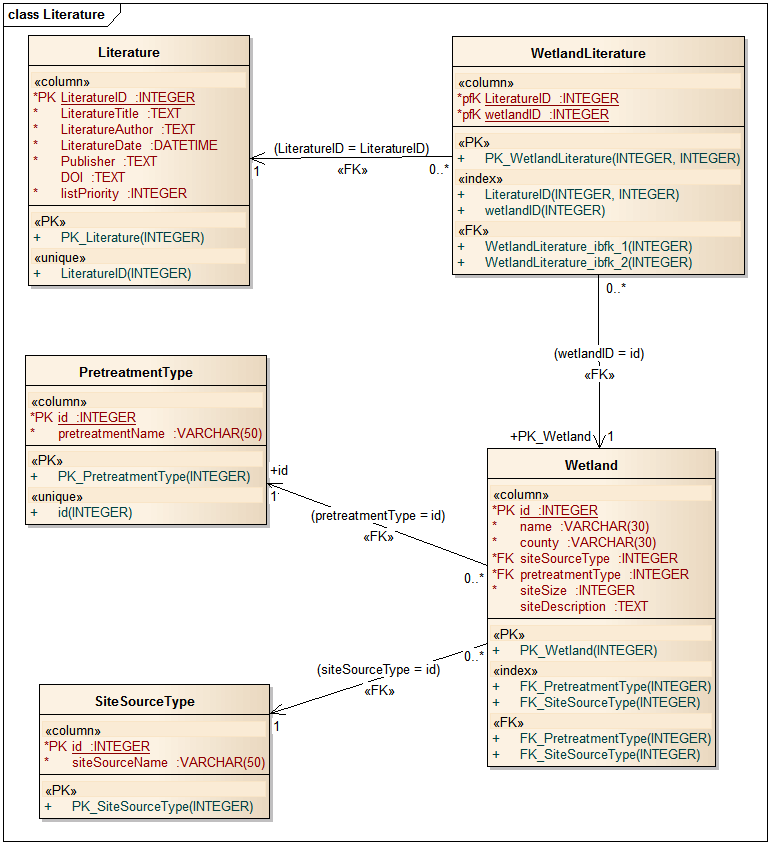 class Literature
Literature
«column»
*PK LiteratureID :INTEGER
* LiteratureTitle :TEXT
* LiteratureAuthor :TEXT
* LiteratureDate :DATETIME
* Publisher :TEXT
DOI :TEXT
* listPriority :INTEGER
«PK»
+ PK_Literature(INTEGER)
«unique»
+ LiteratureID(INTEGER)
(LiteratureID = LiteratureID)
«FK»
1
0..*
WetlandLiterature
«column»
*pfK LiteratureID :INTEGER
*pfK wetlandID :INTEGER
«PK»
+ PK_WetlandLiterature(INTEGER, INTEGER)
«index»
+ LiteratureID(INTEGER, INTEGER)
+ wetlandID(INTEGER)
«FK»
+ WetlandLiterature_ibfk_1(INTEGER)
+ WetlandLiterature_ibfk_2(INTEGER)
0..*
(wetlandID = id)
«FK»
+PK_Wetland 1
PretreatmentType
«column»
*PK id :INTEGER
* pretreatmentName :VARCHAR(50)
«PK»
+ PK_PretreatmentType(INTEGER)
«unique»
+ id(INTEGER)
+id
1
(pretreatmentType = id)
«FK»
0..*
Wetland
«column»
*PK id :INTEGER
* name :VARCHAR(30)
* county :VARCHAR(30)
*FK siteSourceType :INTEGER
*FK pretreatmentType :INTEGER
* siteSize :INTEGER
siteDescription :TEXT
«PK»
+ PK_Wetland(INTEGER)
«index»
+ FK_PretreatmentType(INTEGER)
+ FK_SiteSourceType(INTEGER)
«FK»
+ FK_PretreatmentType(INTEGER)
+ FK_SiteSourceType(INTEGER)
0..*
(siteSourceType = id)
«FK»
1
SiteSourceType
«column»
*PK id :INTEGER
* siteSourceName :VARCHAR(50)
«PK»
+ PK_SiteSourceType(INTEGER)